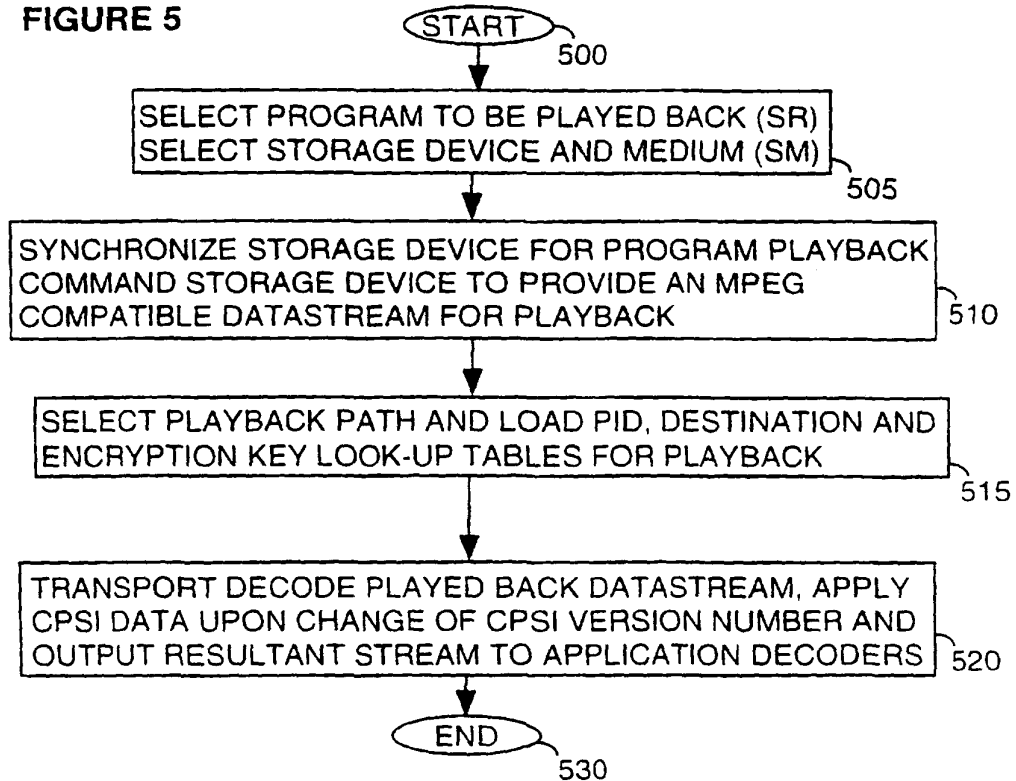 FIGURE 5
START
500
SELECT PROGRAM TO BE PLAYED BACK (SR)
SELECT STORAGE DEVICE AND MEDIUM (SM)
505
SYNCHRONIZE STORAGE DEVICE FOR PROGRAM PLAYBACK
COMMAND STORAGE DEVICE TO PROVIDE AN MPEG
COMPATIBLE DATASTREAM FOR PLAYBACK
510
SELECT PLAYBACK PATH AND LOAD PID, DESTINATION AND
ENCRYPTION KEY LOOK-UP TABLES FOR PLAYBACK
515
TRANSPORT DECODE PLAYED BACK DATASTREAM, APPLY
CPSI DATA UPON CHANGE OF CPSI VERSION NUMBER AND
OUTPUT RESULTANT STREAM TO APPLICATION DECODERS
520
END
530